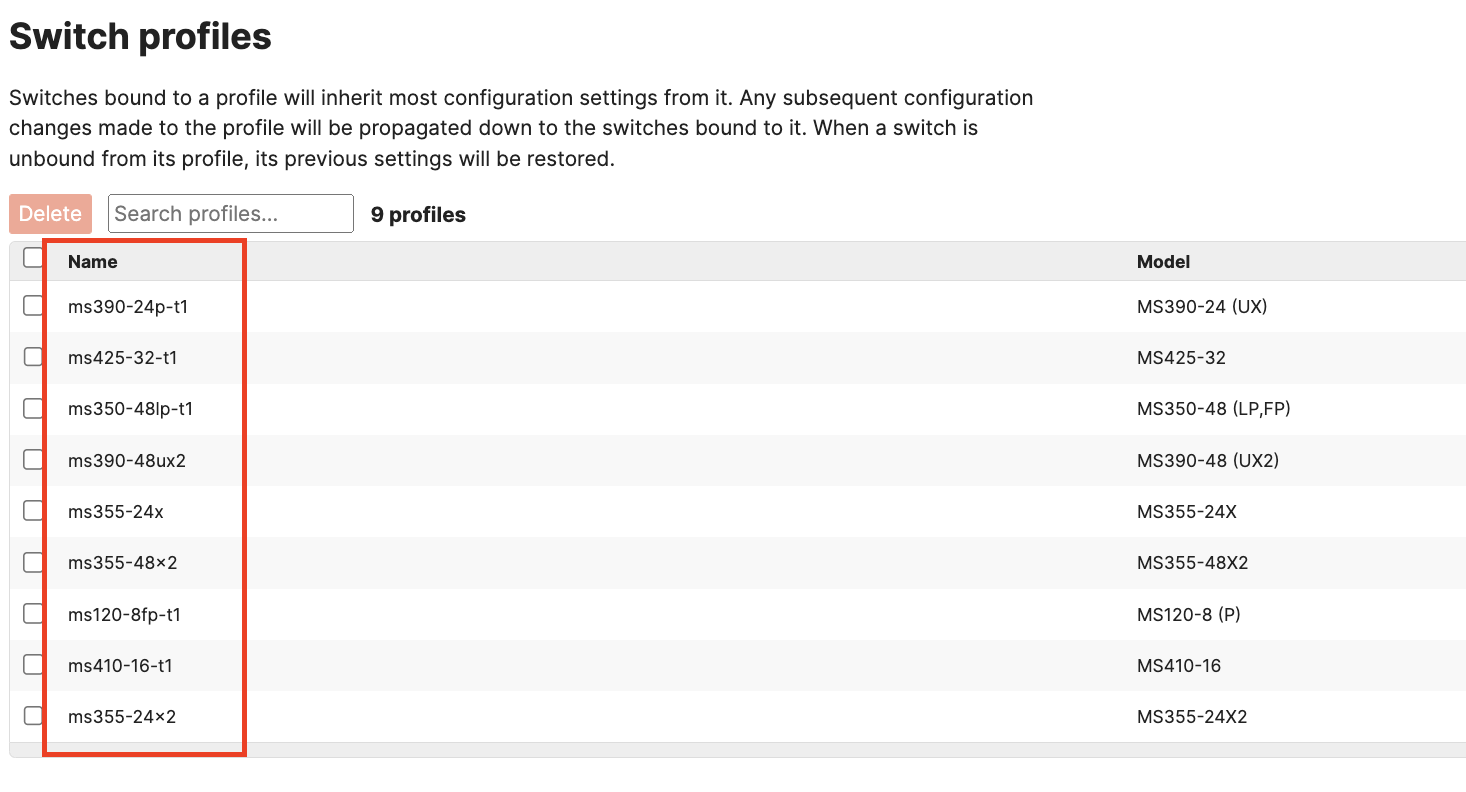 Switch profiles
Switches bound to a profile will inherit most configuration settings from it. Any subsequent configuration
changes made to the profile will be propagated down to the switches bound to it. When a switch is
unbound from its profile, its previous settings will be restored.
Delete Search profiles... 9 profiles
Name Model
ms390-24p-t1 MS390-24 (UX)
ms425-32-t1 MS425-32
ms350-48lp-t1 MS350-48 (LP,FP)
ms390-48ux2 MS390-48 (UX2)
ms355-24x MS355-24X
ms355-48×2 MS355-48X2
ms120-8fp-t1 MS120-8 (P)
ms410-16-t1 MS410-16
ms355-24×2 MS355-24X2